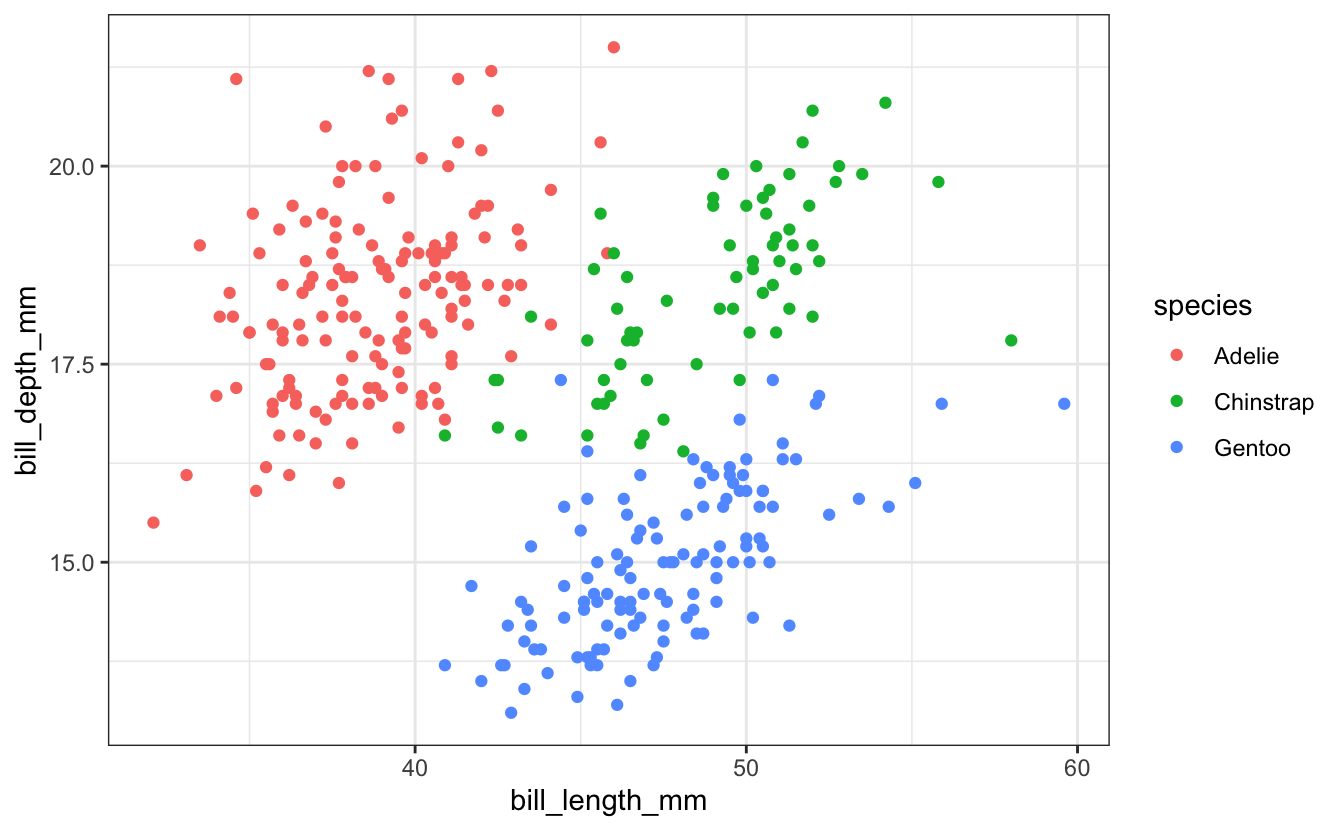 bill_depth_mm
20.0
17.5
15.0
40
50
60
bill_length_mm
species
Adelie
Chinstrap
Gentoo